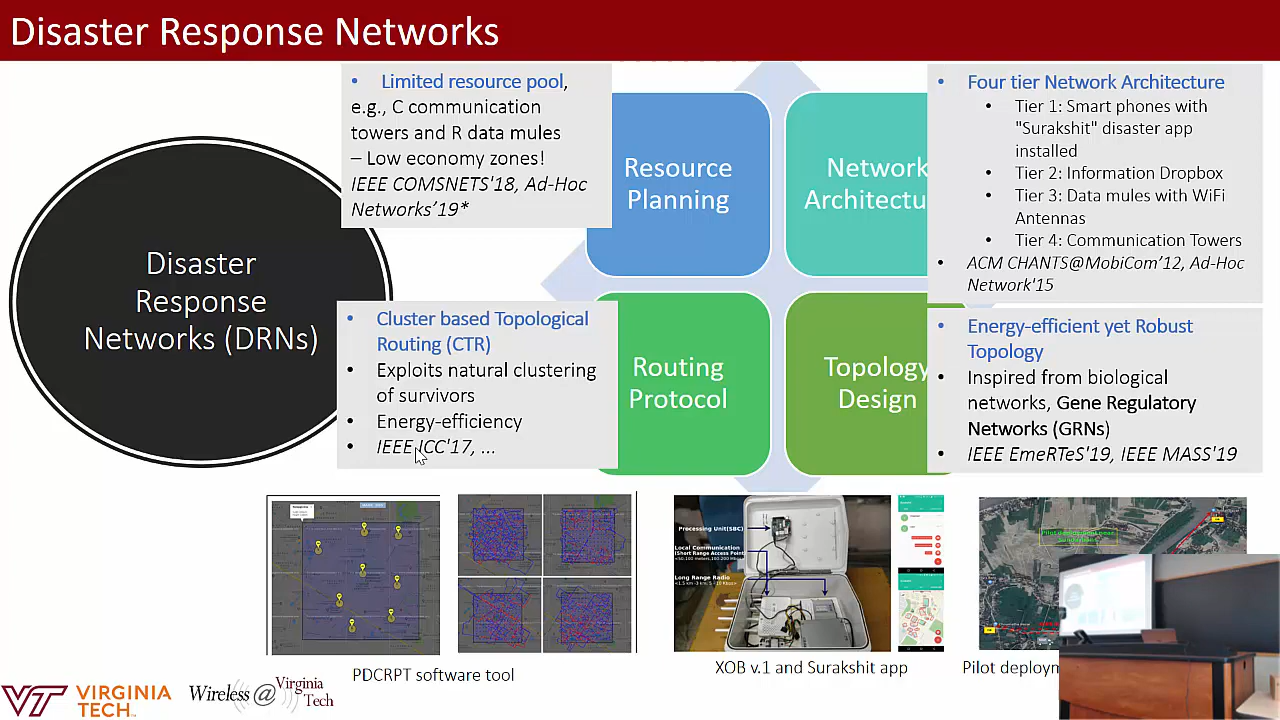 Disaster Response Networks
• Limited resource pool,
e.g., C communication
towers and R data mules
– Low economy zones!
IEEE COMSNETS'18, Ad-Hoc
Networks’19*
Resource
Planning
Network
Architectu
• Four tier Network Architecture
• Tier 1: Smart phones with
"Surakshit" disaster app
installed
• Tier 2: Information Dropbox
• Tier 3: Data mules with WiFi
Antennas
• Tier 4: Communication Towers
• ACM CHANTS@MobiCom’12, Ad-Hoc
Network'15
Disaster
Response
Networks (DRNs)
• Cluster based Topological
Routing (CTR)
• Exploits natural clustering
of survivors
• Energy-efficiency
• IEEE ICC'17, ...
Routing
Protocol
Topology
Design
• Energy-efficient yet Robust
Topology
• Inspired from biological
networks, Gene Regulatory
Networks (GRNs)
• IEEE EmeRTeS'19, IEEE MASS'19
Processing Unit(SBC)
Local Communication
(Short Range Access Point)
Long Range Radio
PDCRPT software tool
XOB v.1 and Surakshit app
Pilot deploym
VT VIRGINIA
TECH
Wireless @ Virginia
Tech